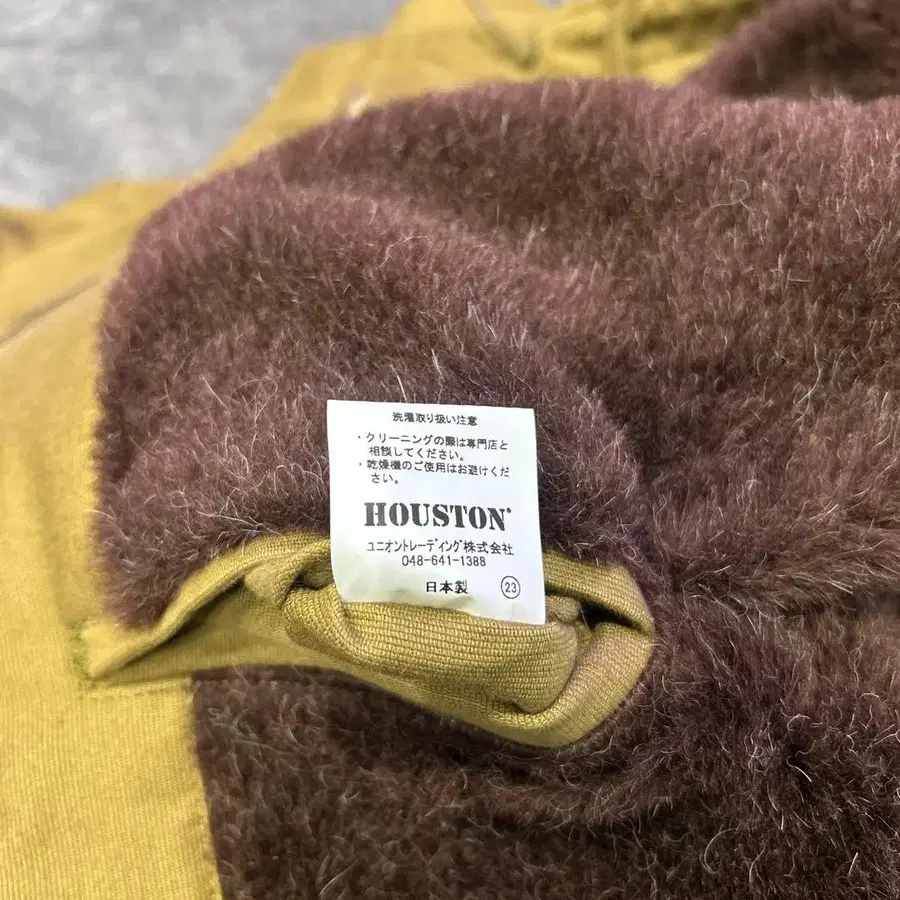 洗濯取り扱い注意
・クリーニングの際は専門店と
相談してください。
・乾燥機のご使用はお避けくだ
さい。
HOUSTON®
ユニオントレーディング株式会社
048-641-1388
日本製 ㉓